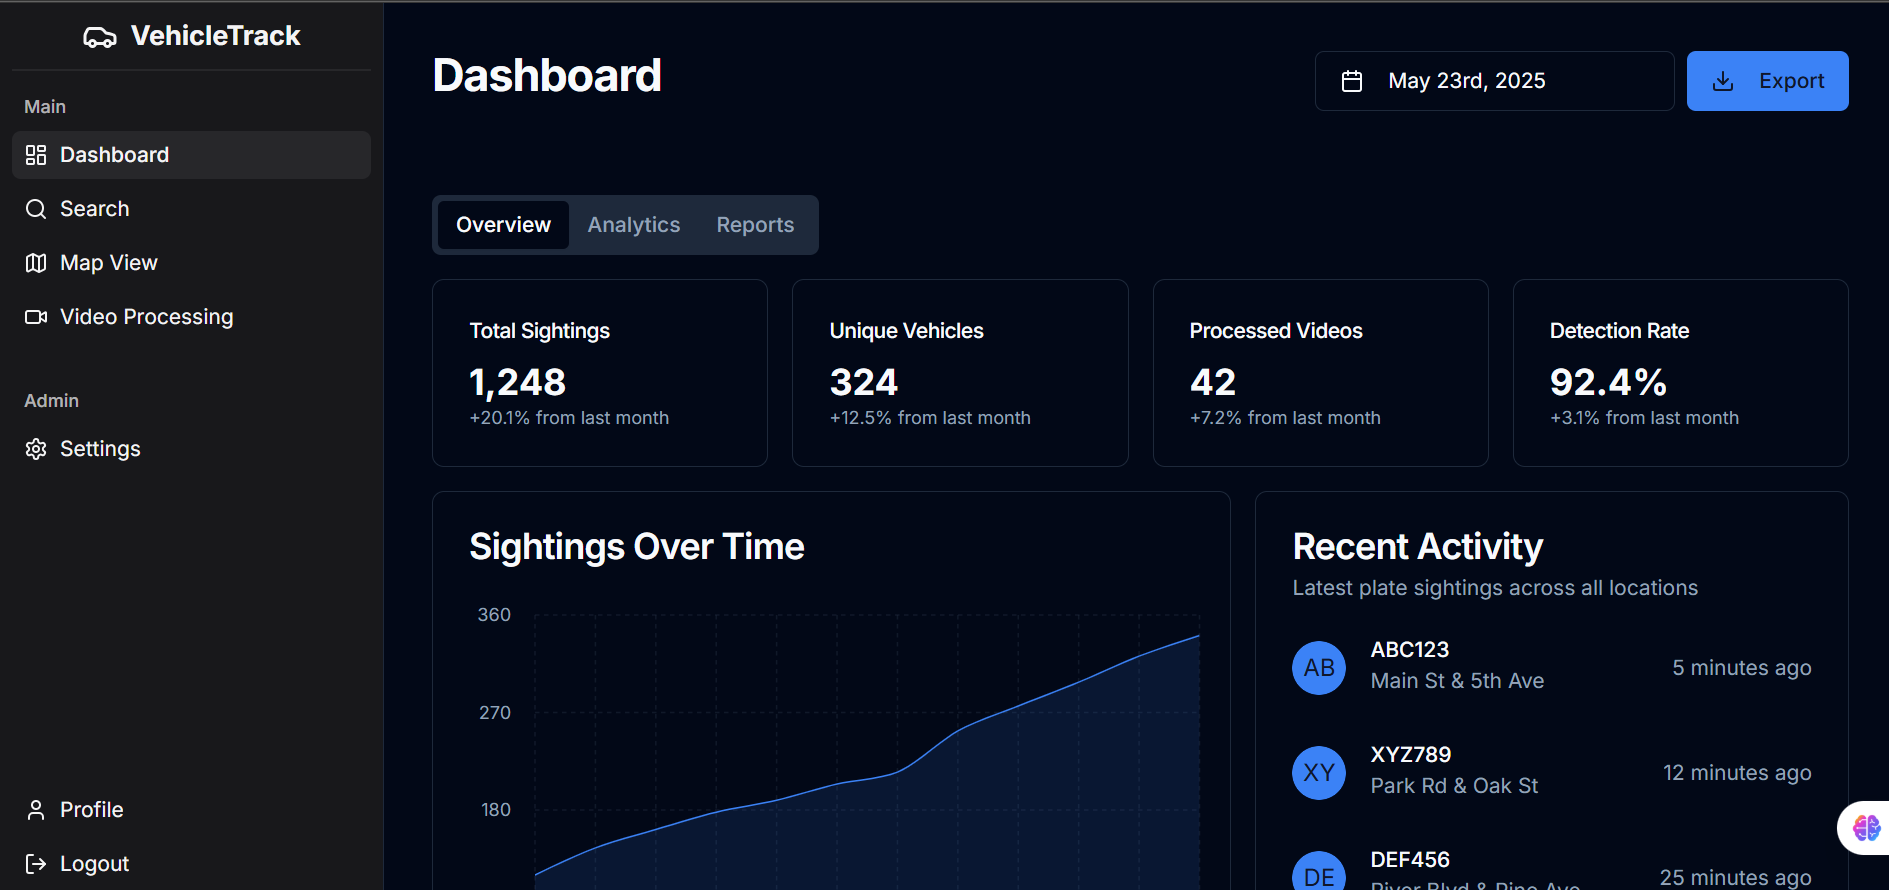 VehicleTrack
Main
Dashboard
Search
Map View
Video Processing
Admin
Settings
Profile
Logout
Dashboard
May 23rd, 2025
Export
Overview Analytics Reports
Total Sightings
1,248
+20.1% from last month
Unique Vehicles
324
+12.5% from last month
Processed Videos
42
+7.2% from last month
Detection Rate
92.4%
+3.1% from last month
Sightings Over Time
360
270
180
Recent Activity
Latest plate sightings across all locations
AB
ABC123
Main St & 5th Ave
5 minutes ago
XY
XYZ789
Park Rd & Oak St
12 minutes ago
DE
DEF456
River Blvd & Pine Ave
25 minutes ago